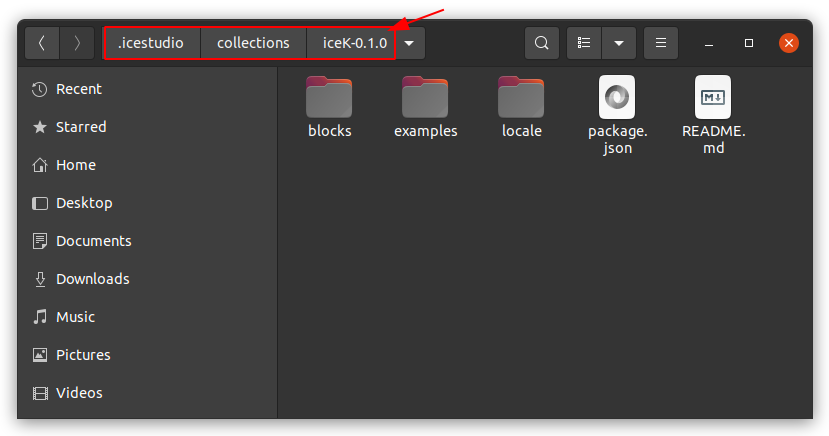 .icestudio collections iceK-0.1.0
Recent
Starred
Home
Desktop
Documents
Downloads
Music
Pictures
Videos
blocks examples locale package.json README.md
M